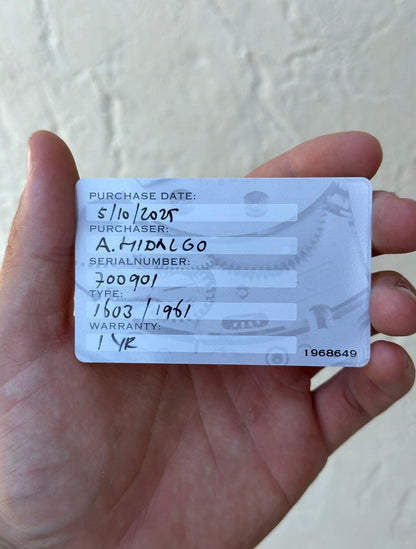 PURCHASE DATE:
5/10/2025
PURCHASER:
A. HIDALGO
SERIALNUMBER:
700901
TYPE:
1603/1961
WARRANTY:
1 YR
1968649